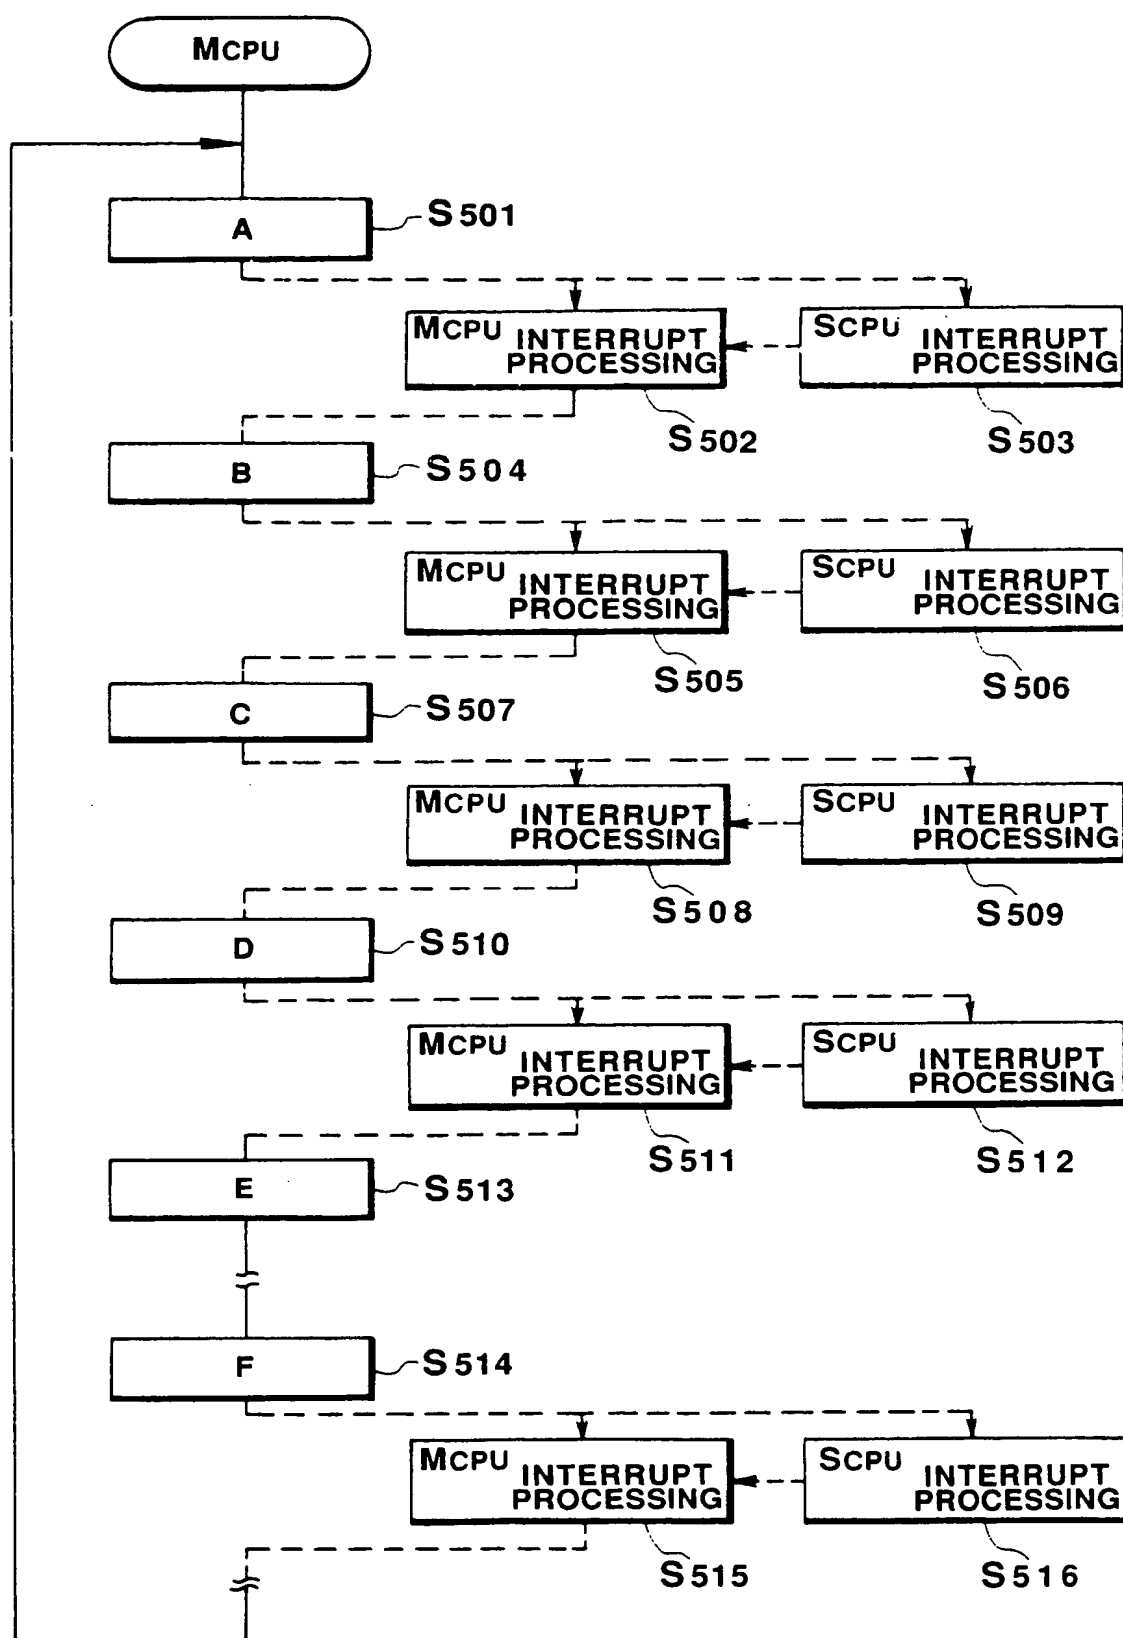 MCPU
A
S501
MCPU INTERRUPT PROCESSING
SCPU INTERRUPT PROCESSING
S502
S503
B
S504
MCPU INTERRUPT PROCESSING
SCPU INTERRUPT PROCESSING
S505
S506
C
S507
MCPU INTERRUPT PROCESSING
SCPU INTERRUPT PROCESSING
S508
S509
D
S510
MCPU INTERRUPT PROCESSING
SCPU INTERRUPT PROCESSING
S511
S512
E
S513
F
S514
MCPU INTERRUPT PROCESSING
SCPU INTERRUPT PROCESSING
S515
S516